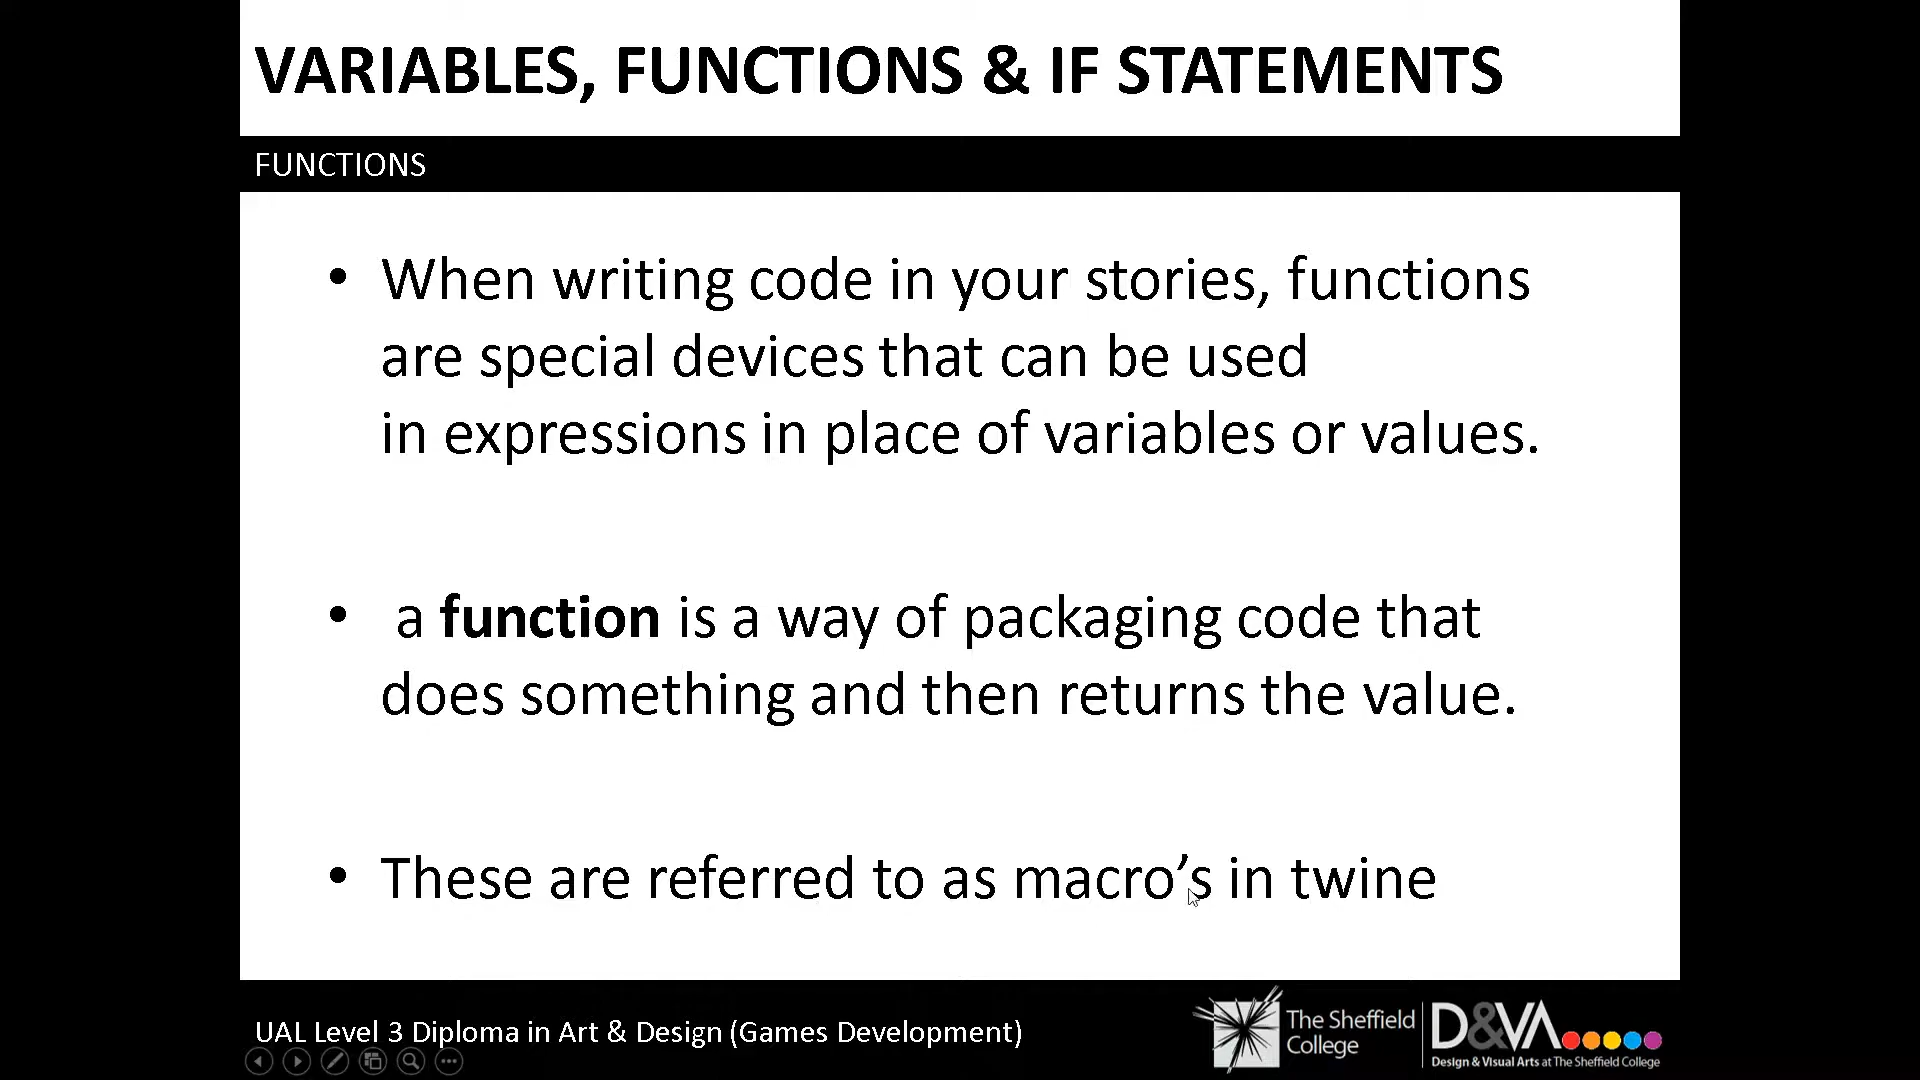 VARIABLES, FUNCTIONS & IF STATEMENTS
FUNCTIONS
• When writing code in your stories, functions
are special devices that can be used
in expressions in place of variables or values.
• a function is a way of packaging code that
does something and then returns the value.
• These are referred to as macro’s in twine
UAL Level 3 Diploma in Art & Design (Games Development)
The Sheffield
College
D&VA
Design & Visual Arts at The Sheffield College